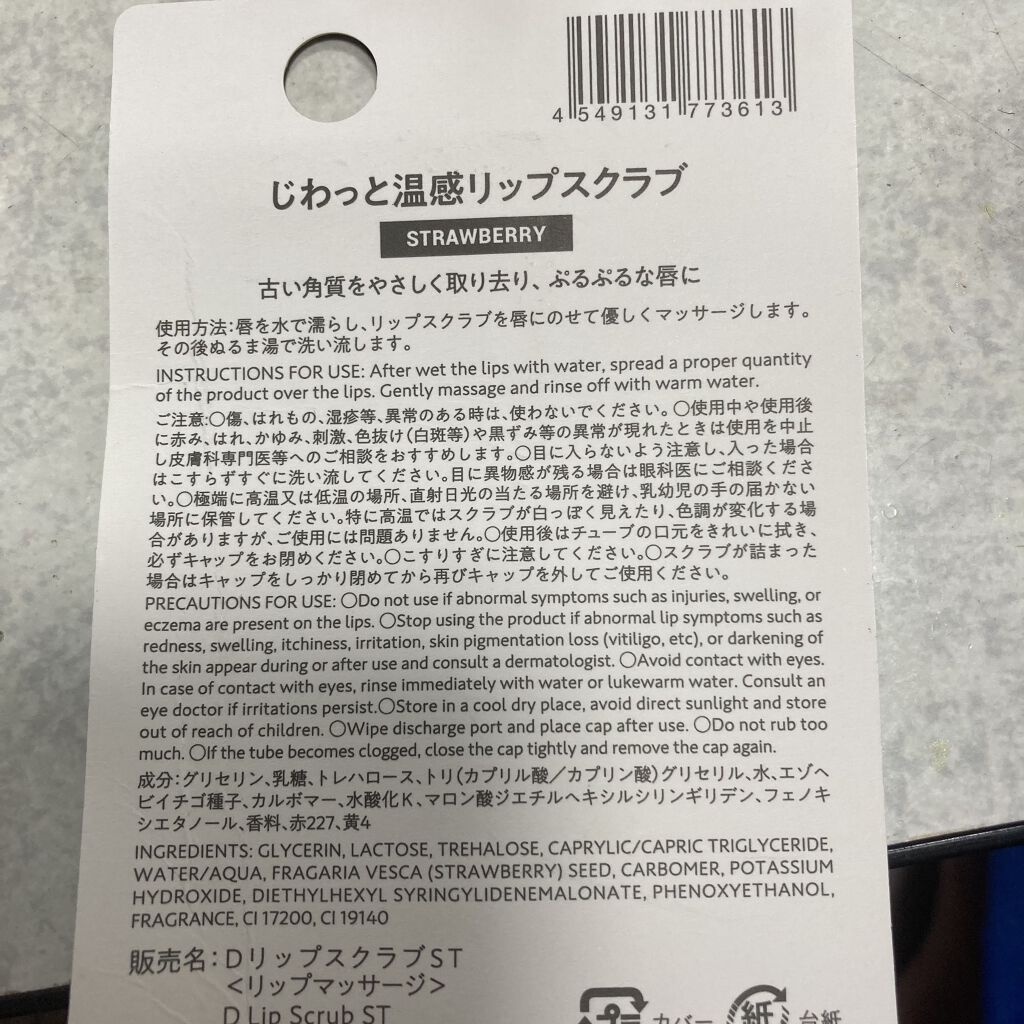 4 549131 773613
じわっと温感リップスクラブ
STRAWBERRY
古い角質をやさしく取り去り、ぷるぷるな唇に
使用方法:唇を水で濡らし、リップスクラブを唇にのせて優しくマッサージします。
その後ぬるま湯で洗い流します。
INSTRUCTIONS FOR USE: After wet the lips with water, spread a proper quantity
of the product over the lips. Gently massage and rinse off with warm water.
ご注意:○傷、はれもの、湿疹等、異常のある時は、使わないでください。○使用中や使用後
に赤み、はれ、かゆみ、刺激、色抜け(白斑等)や黒ずみ等の異常が現れたときは使用を中止
し皮膚科専門医等へのご相談をおすすめします。○目に入らないよう注意し、入った場合
はこすらずすぐに洗い流してください。目に異物感が残る場合は眼科医にご相談くださ
い。○極端に高温又は低温の場所、直射日光の当たる場所を避け、乳幼児の手の届かない
場所に保管してください。特に高温ではスクラブが白っぽく見えたり、色調が変化する場
合がありますが、ご使用には問題ありません。○使用後はチューブの口元をきれいに拭き、
必ずキャップをお閉めください。○こすりすぎに注意してください。○スクラブが詰まった
場合はキャップをしっかり閉めてから再びキャップを外してご使用ください。
PRECAUTIONS FOR USE: ○Do not use if abnormal symptoms such as injuries, swelling, or
eczema are present on the lips. ○Stop using the product if abnormal lip symptoms such as
redness, swelling, itchiness, irritation, skin pigmentation loss (vitiligo, etc), or darkening of
the skin appear during or after use and consult a dermatologist. ○Avoid contact with eyes.
In case of contact with eyes, rinse immediately with water or lukewarm water. Consult an
eye doctor if irritations persist.○Store in a cool dry place, avoid direct sunlight and store
out of reach of children. ○Wipe discharge port and place cap after use. ○Do not rub too
much. ○If the tube becomes clogged, close the cap tightly and remove the cap again.
成分:グリセリン、乳糖、トレハロース、トリ(カプリル酸/カプリン酸)グリセリル、水、エゾヘ
ビイチゴ種子、カルボマー、水酸化K、マロン酸ジエチルヘキシルシリンギリデン、フェノキ
シエタノール、香料、赤227、黄4
INGREDIENTS: GLYCERIN, LACTOSE, TREHALOSE, CAPRYLIC/CAPRIC TRIGLYCERIDE,
WATER/AQUA, FRAGARIA VESCA (STRAWBERRY) SEED, CARBOMER, POTASSIUM
HYDROXIDE, DIETHYLHEXYL SYRINGYLIDENEMALONATE, PHENOXYETHANOL,
FRAGRANCE, CI 17200, CI 19140
販売名:DリップスクラブST
<リップマッサージ>
D Lip Scrub ST
プラ カバー 紙 台紙